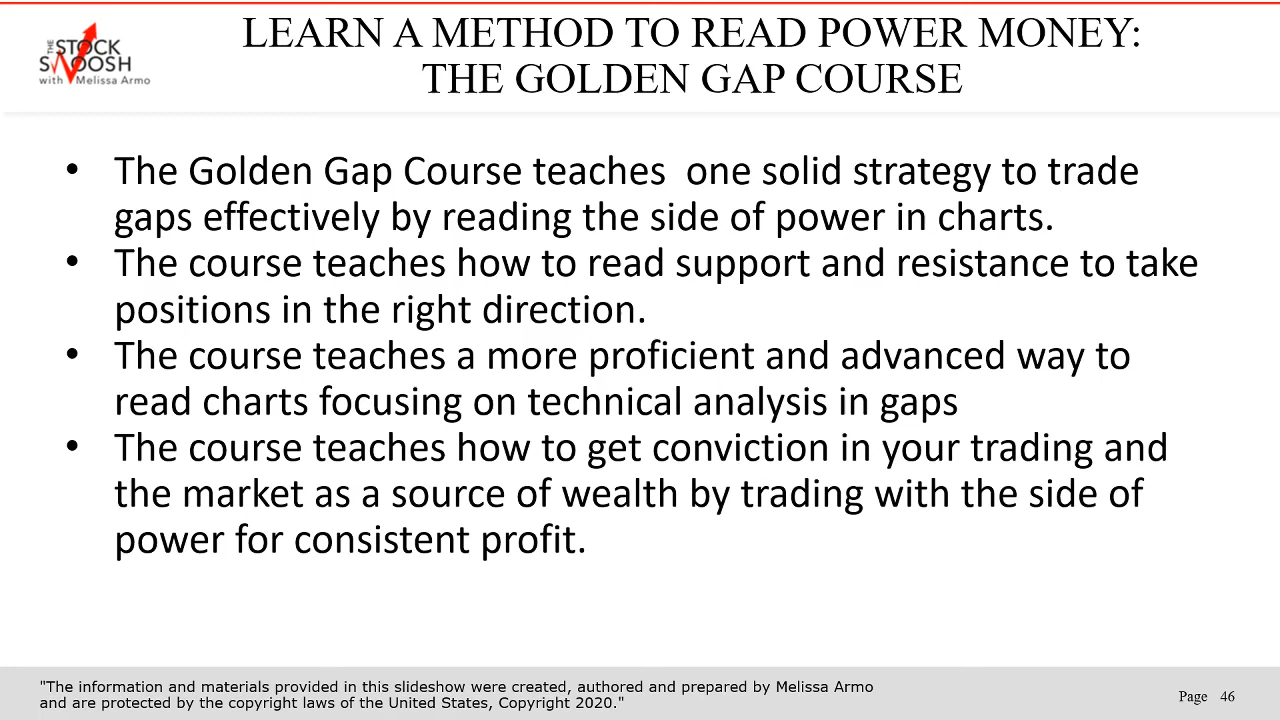 THE STOCK
SWOOSH
with Melissa Armo
LEARN A METHOD TO READ POWER MONEY:
THE GOLDEN GAP COURSE
• The Golden Gap Course teaches  one solid strategy to trade
gaps effectively by reading the side of power in charts.
• The course teaches how to read support and resistance to take
positions in the right direction.
• The course teaches a more proficient and advanced way to
read charts focusing on technical analysis in gaps
• The course teaches how to get conviction in your trading and
the market as a source of wealth by trading with the side of
power for consistent profit.
"The information and materials provided in this slideshow were created, authored and prepared by Melissa Armo
and are protected by the copyright laws of the United States, Copyright 2020."
Page 46